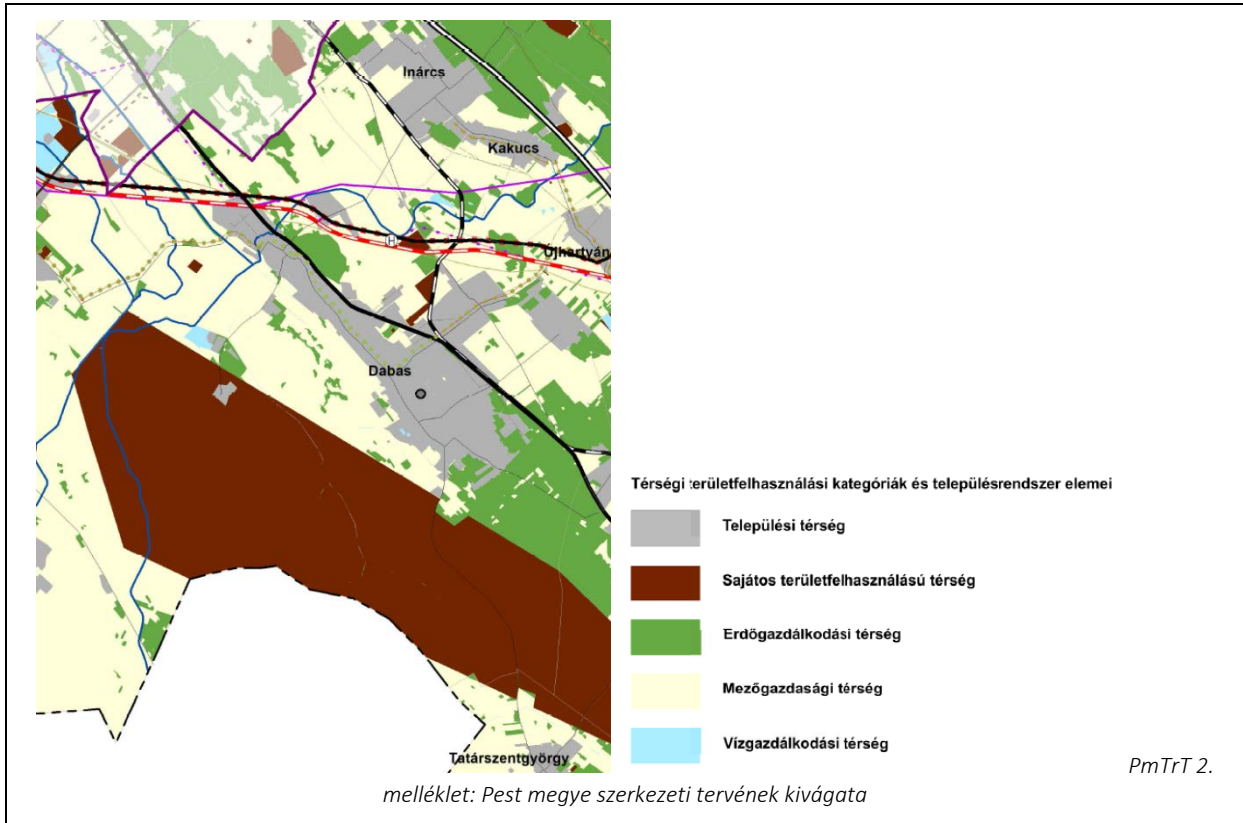 Inárcs
Kakucs
Újhartyán
H
Dabas
Tatárszentgyörgy
Térségi területfelhasználási kategóriák és településrendszer elemei
Települési térség
Sajátos területfelhasználású térség
Erdőgazdálkodási térség
Mezőgazdasági térség
Vízgazdálkodási térség
PmTrT 2.
melléklet: Pest megye szerkezeti tervének kivágata